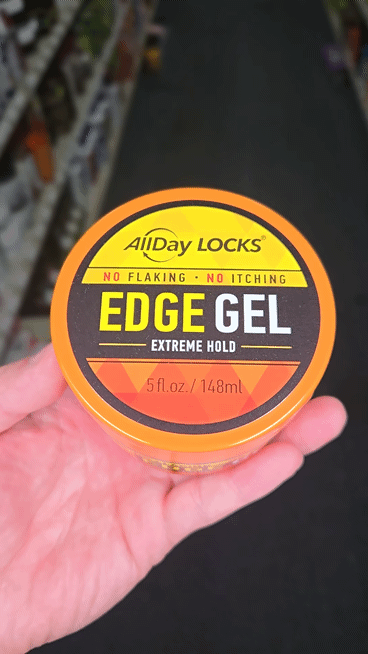 AllDay LOCKS®
NO FLAKING • NO ITCHING
EDGE GEL
EXTREME HOLD
5 fl.oz. / 148ml